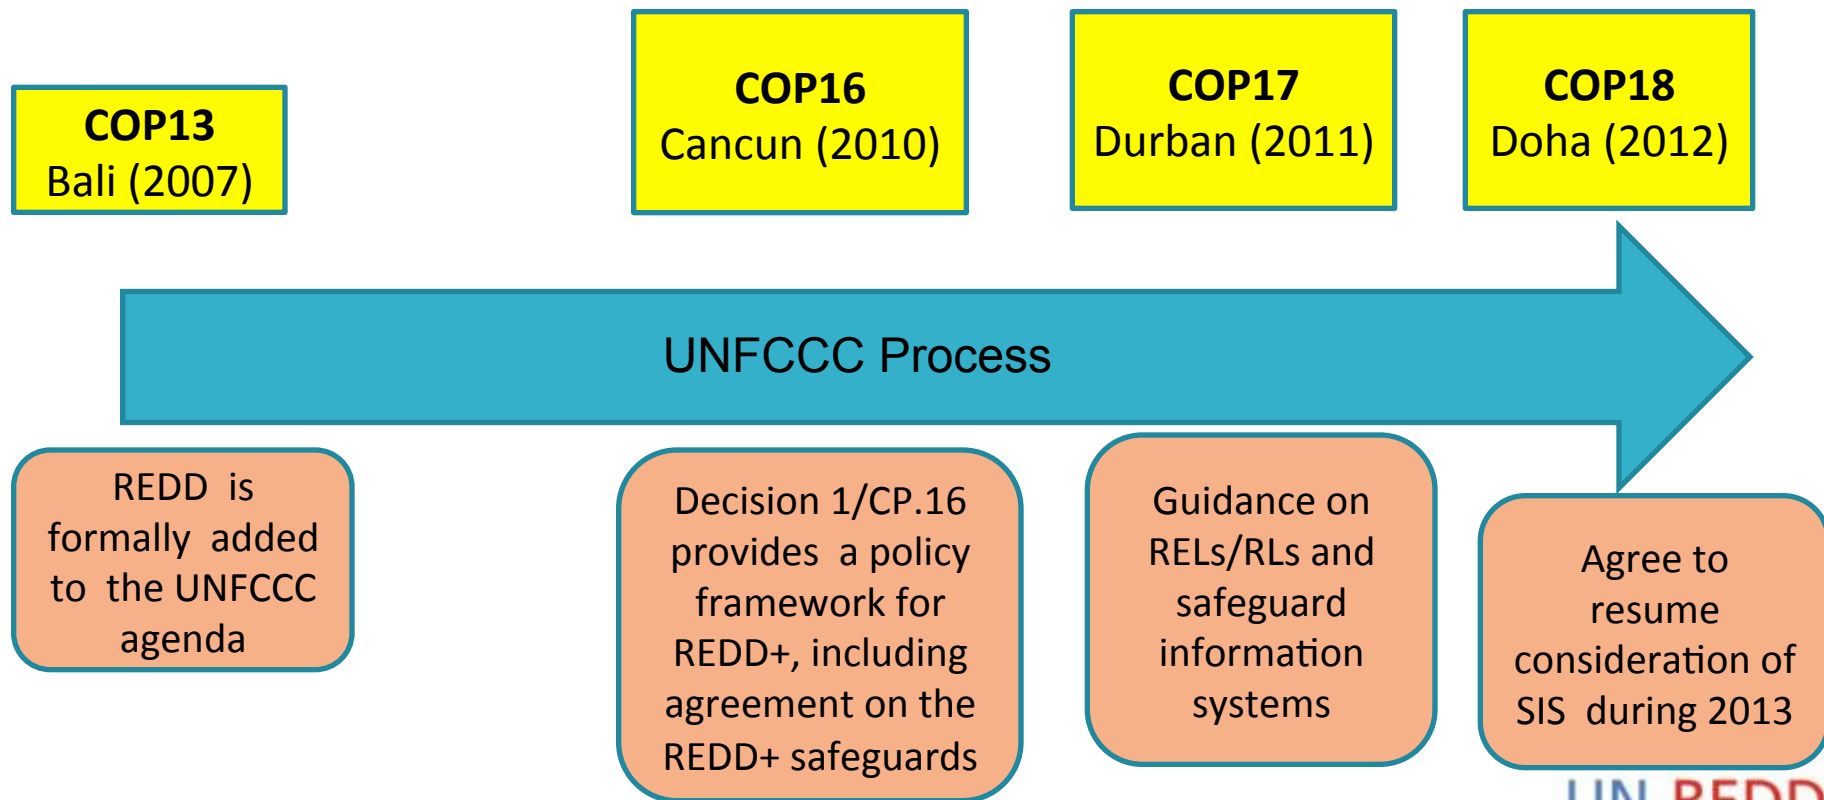 COP13
Bali (2007)
COP16
Cancun (2010)
COP17
Durban (2011)
COP18
Doha (2012)
UNFCCC Process
REDD is
formally added
to the UNFCCC
agenda
Decision 1/CP.16
provides a policy
framework for
REDD+, including
agreement on the
REDD+ safeguards
Guidance on
RELs/RLs and
safeguard
information
systems
Agree to
resume
consideration of
SIS during 2013
UN-REDD